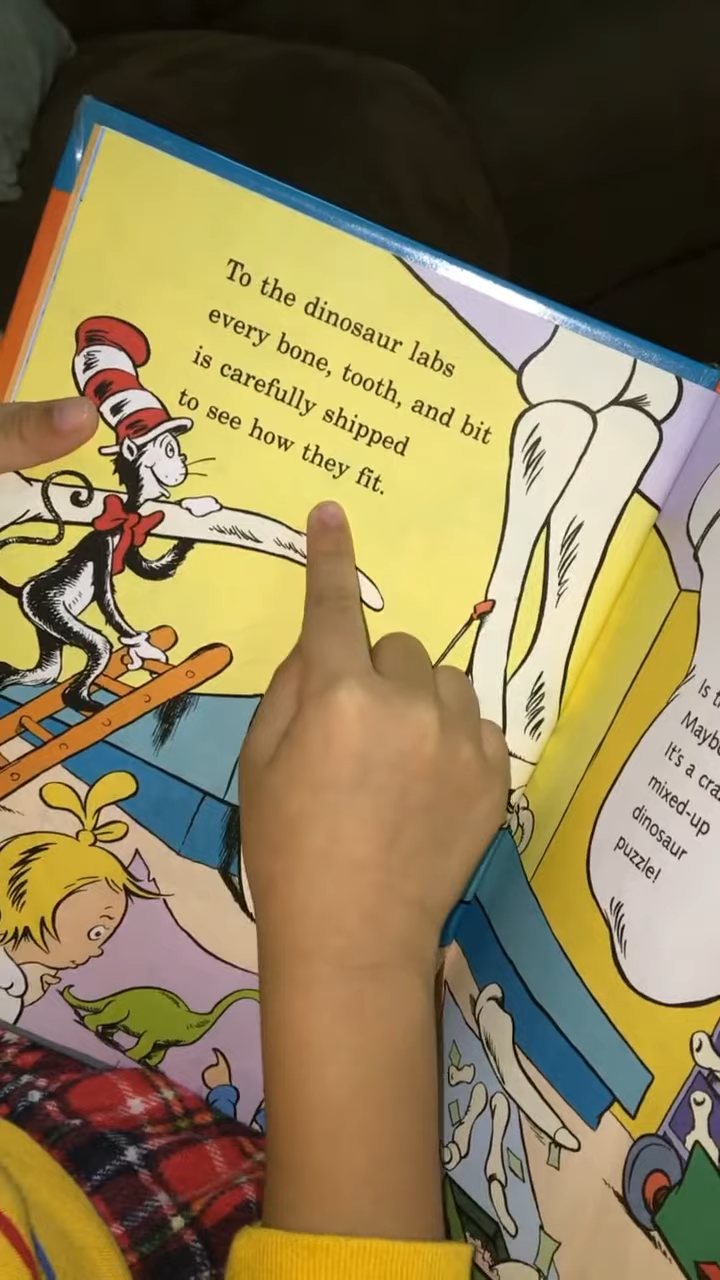 To the dinosaur labs
every bone, tooth, and bit
is carefully shipped
to see how they fit.
Is
It's a
mixed-up
dinosaur
puzzle!